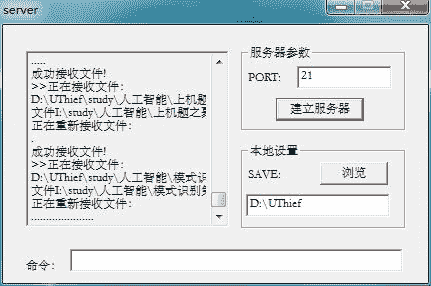 server
.....
成功接收文件!
>>正在接收文件:
D:\UThief\study\人工智能\上机题
文件I:\study\人工智能\上机题之
正在重新接收文件:
.
成功接收文件!
>>正在接收文件:
D:\UThief\study\人工智能\模式识
文件I:\study\人工智能\模式识别
正在重新接收文件:
.....................
服务器参数
PORT:
21
建立服务器
本地设置
SAVE:
浏览
D:\UThief
命令: